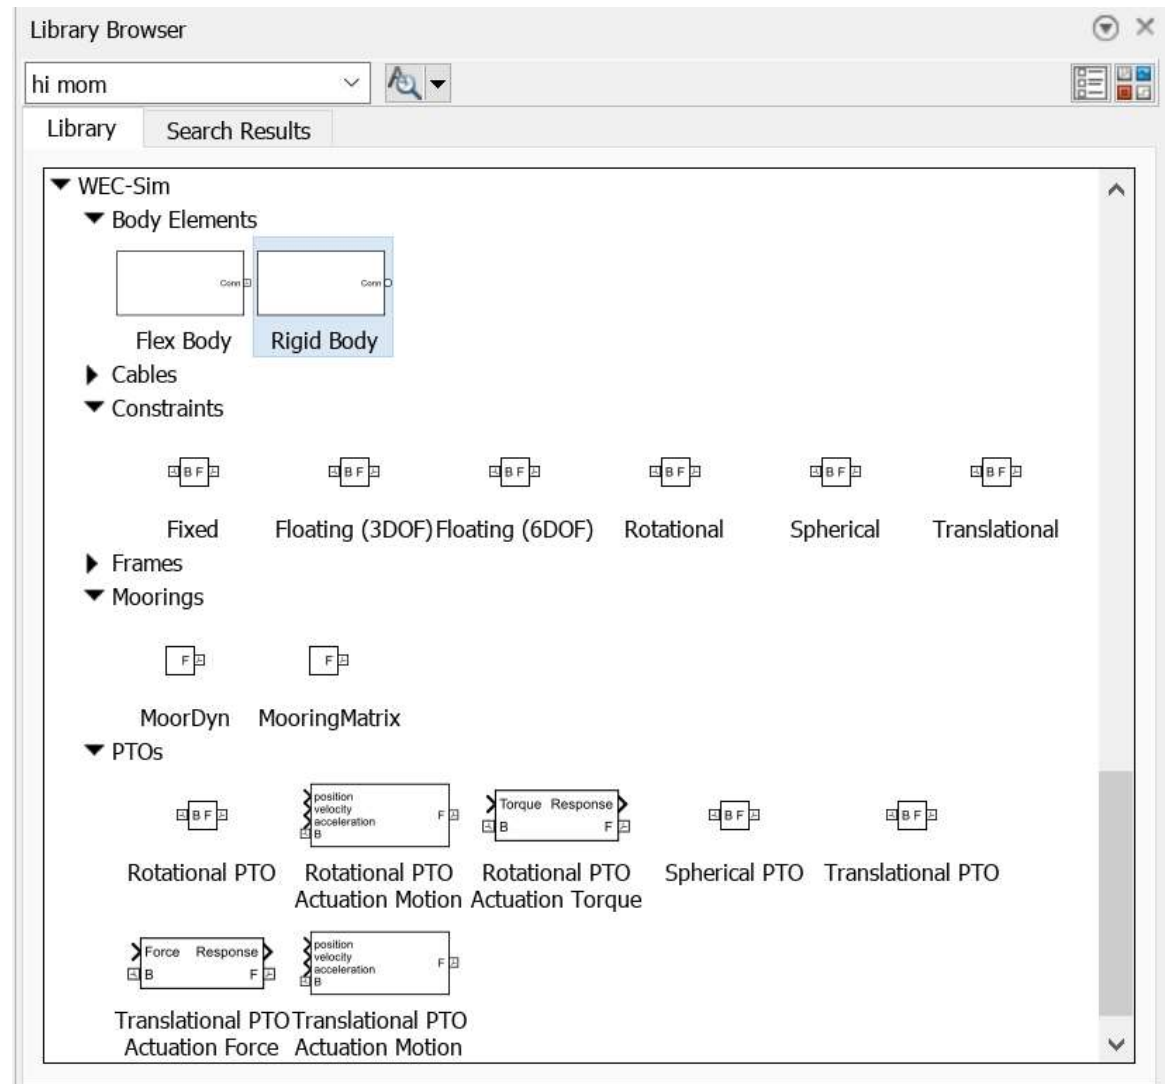 Library Browser
hi mom
Library Search Results
WEC-Sim
Body Elements
Conn Conn
Flex Body Rigid Body
Cables
Constraints
B F B F B F B F B F B F
Fixed Floating (3DOF) Floating (6DOF) Rotational Spherical Translational
Frames
Moorings
F F
MoorDyn MooringMatrix
PTOs
B F position velocity acceleration B F Torque Response B F B F B F
Rotational PTO Rotational PTO Rotational PTO Spherical PTO Translational PTO
Actuation Motion Actuation Torque
Force Response B F position velocity acceleration B F
Translational PTO Translational PTO
Actuation Force Actuation Motion